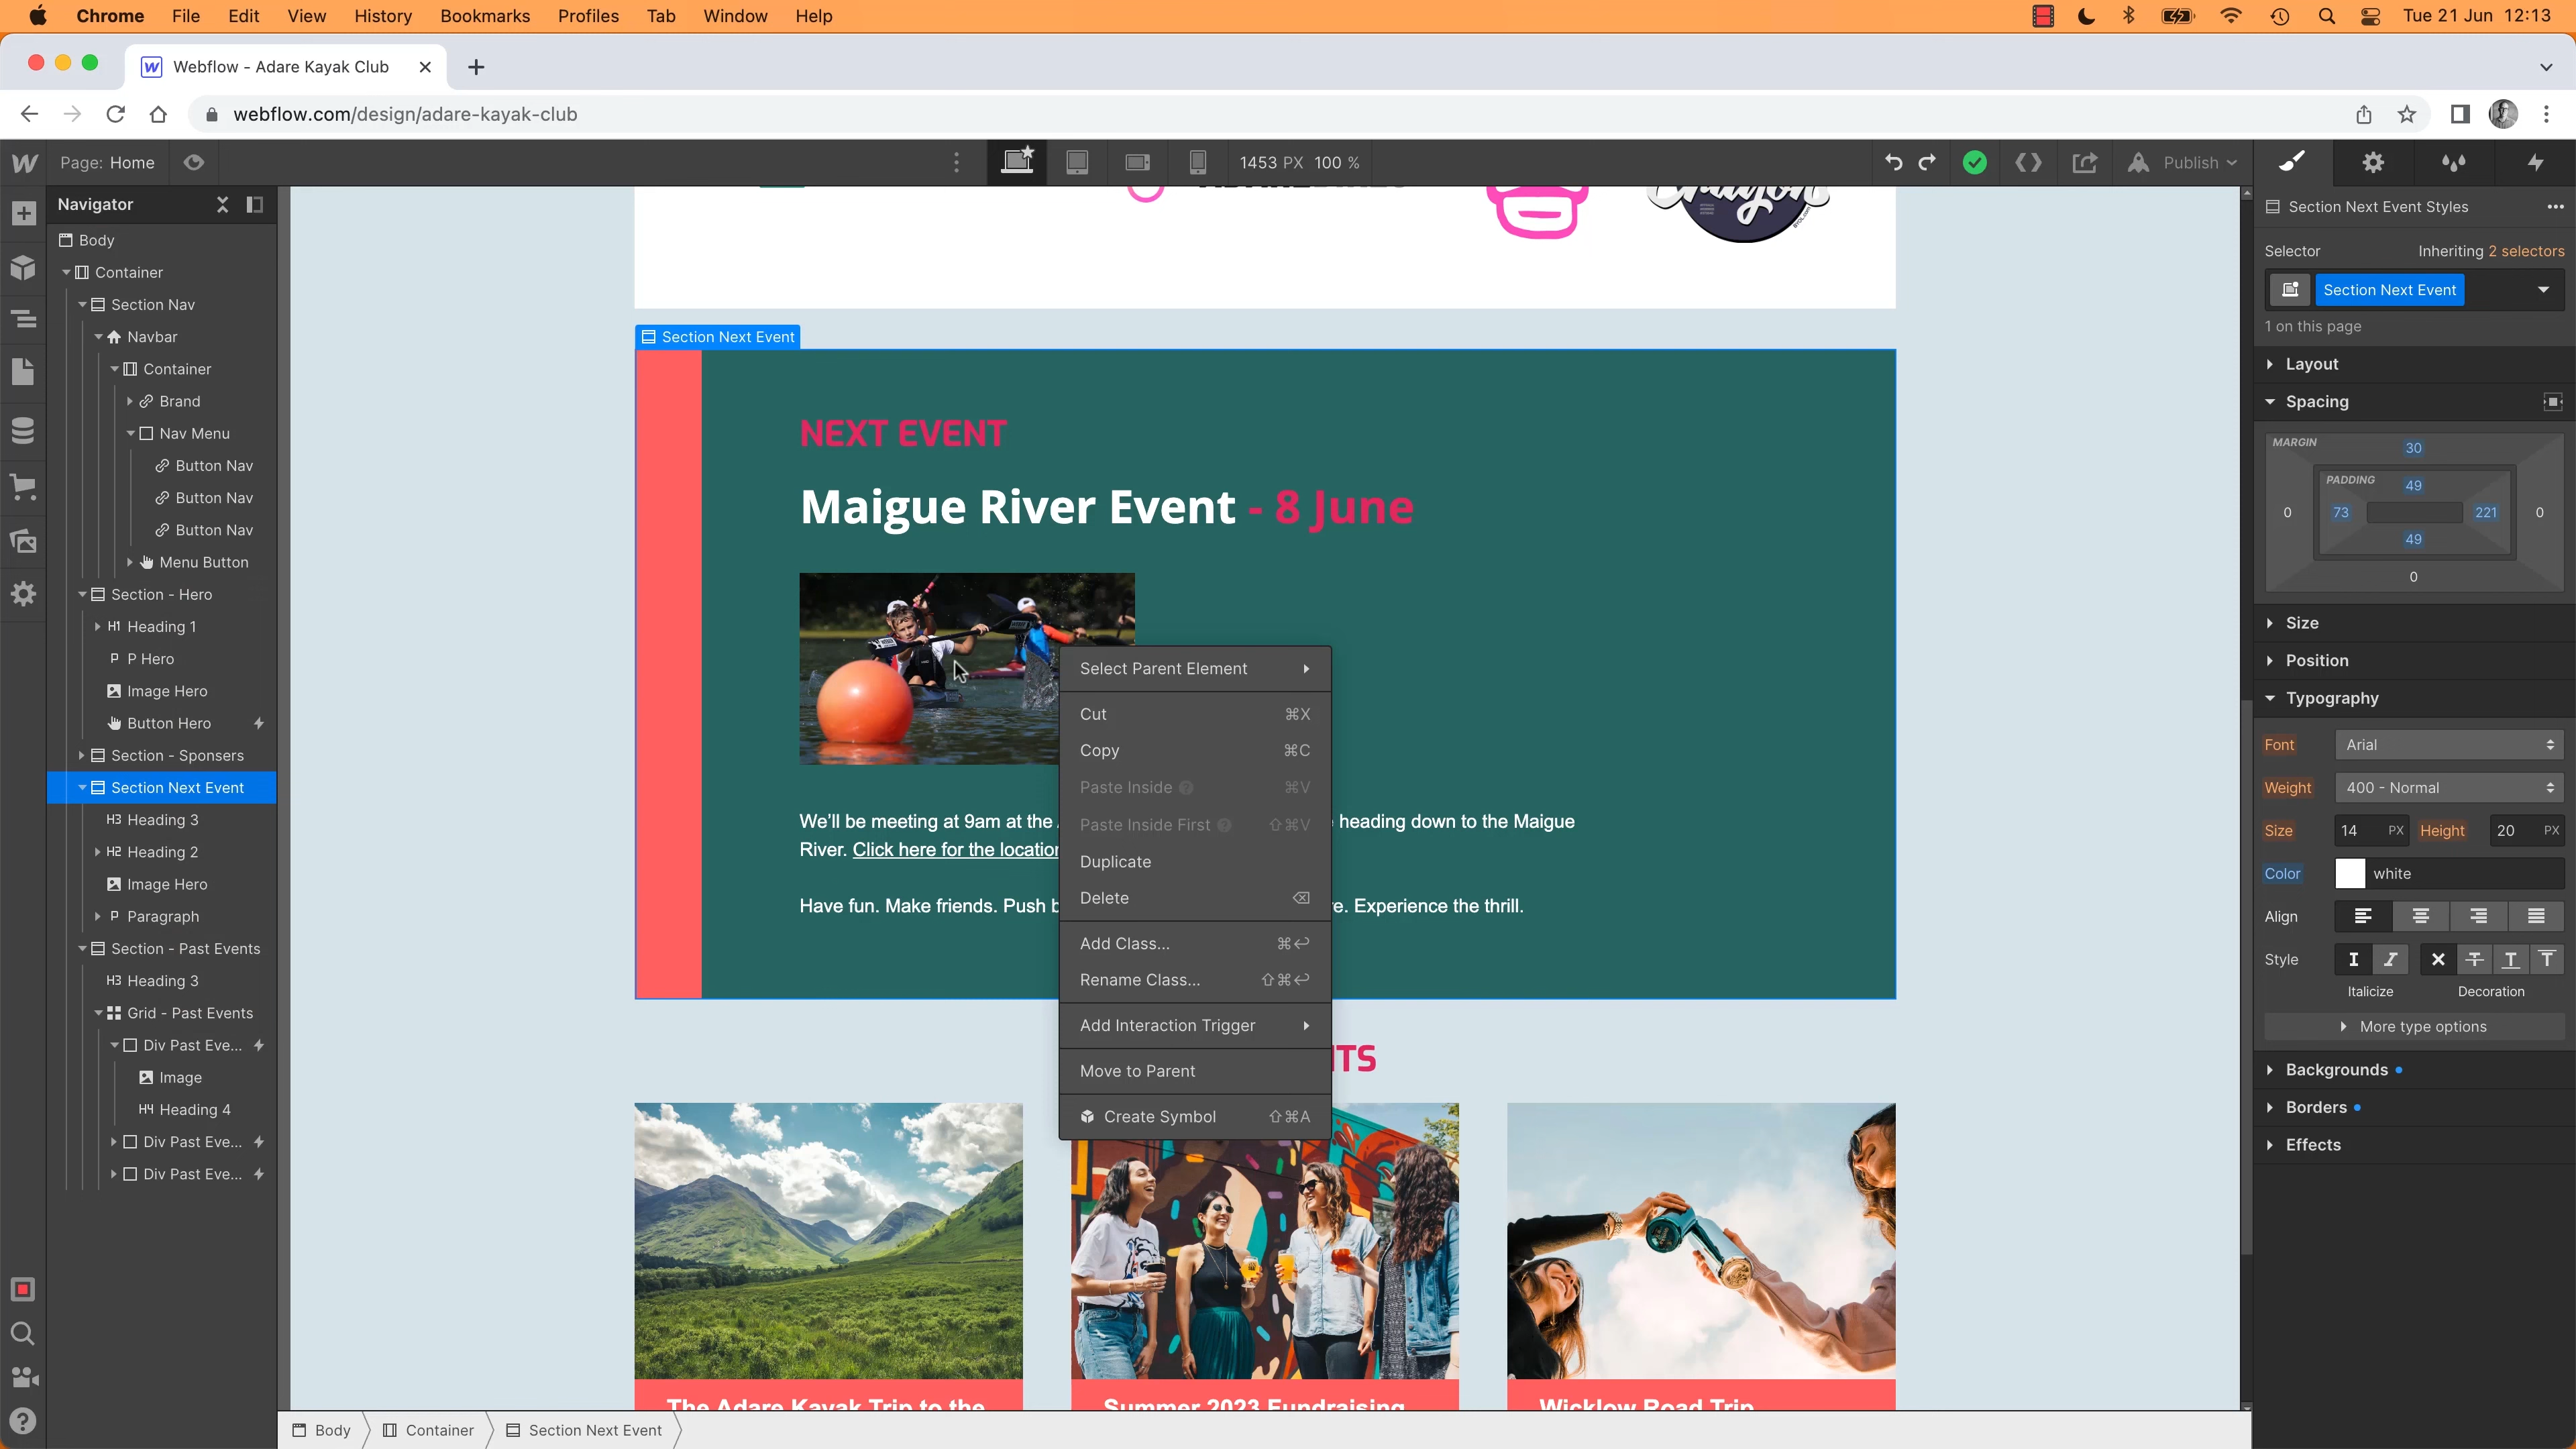 Chrome File Edit View History Bookmarks Profiles Tab Window Help Tue 21 Jun 12:13
Webflow - Adare Kayak Club
webflow.com/design/adare-kayak-club
Page: Home 1453 PX 100 % Publish
Navigator
Body
Container
Section Nav
Navbar
Container
Brand
Nav Menu
Button Nav
Button Nav
Button Nav
Menu Button
Section - Hero
H1 Heading 1
P P Hero
Image Hero
Button Hero
Section - Sponsers
Section Next Event
H3 Heading 3
H2 Heading 2
Image Hero
P Paragraph
Section - Past Events
H3 Heading 3
Grid - Past Events
Div Past Eve...
Image
H4 Heading 4
Div Past Eve...
Div Past Eve...
Section Next Event
NEXT EVENT
Maigue River Event - 8 June
We'll be meeting at 9am at the
heading down to the Maigue
River. Click here for the location
Have fun. Make friends. Push
Experience the thrill.
Select Parent Element
Cut ⌘X
Copy ⌘C
Paste Inside ⌘V
Paste Inside First ⇧⌘V
Duplicate
Delete
Add Class... ⌘↩
Rename Class... ⇧⌘↩
Add Interaction Trigger
Move to Parent
Create Symbol ⇧⌘A
The Adare Kayak Trip to the
Summer 2023 Fundraising
Wicklow Road Trip
Body Container Section Next Event
Section Next Event Styles
Selector Inheriting 2 selectors
Section Next Event
1 on this page
Layout
Spacing
MARGIN 30
PADDING 49
0 73 221 0
49
0
Size
Position
Typography
Font Arial
Weight 400 - Normal
Size 14 PX Height 20 PX
Color white
Align
Style
Italicize Decoration
More type options
Backgrounds
Borders
Effects